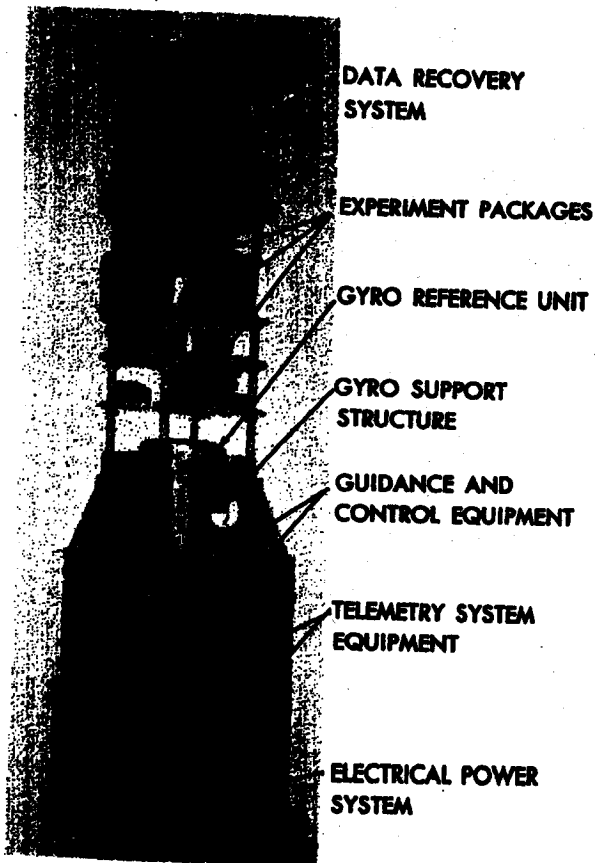 DATA RECOVERY
SYSTEM
EXPERIMENT PACKAGES
GYRO REFERENCE UNIT
GYRO SUPPORT
STRUCTURE
GUIDANCE AND
CONTROL EQUIPMENT
TELEMETRY SYSTEM
EQUIPMENT
ELECTRICAL POWER
SYSTEM